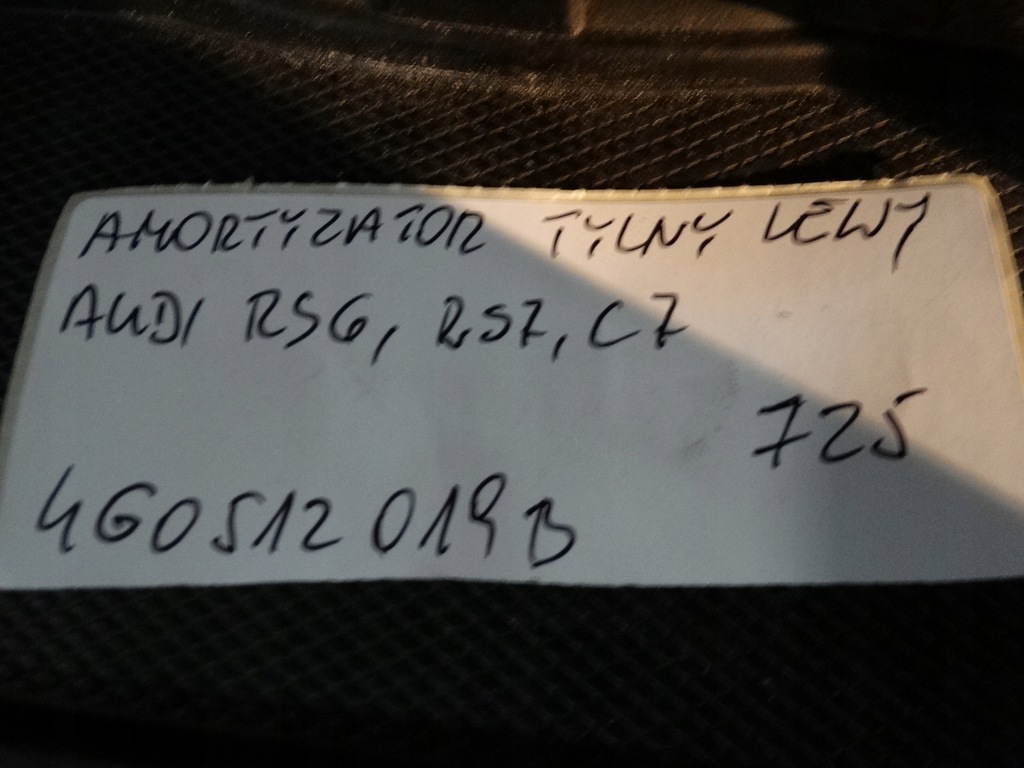 AMORTYZATOR TYLNY LEWY
AUDI RS6, RS7, C7
725
4G0512019B